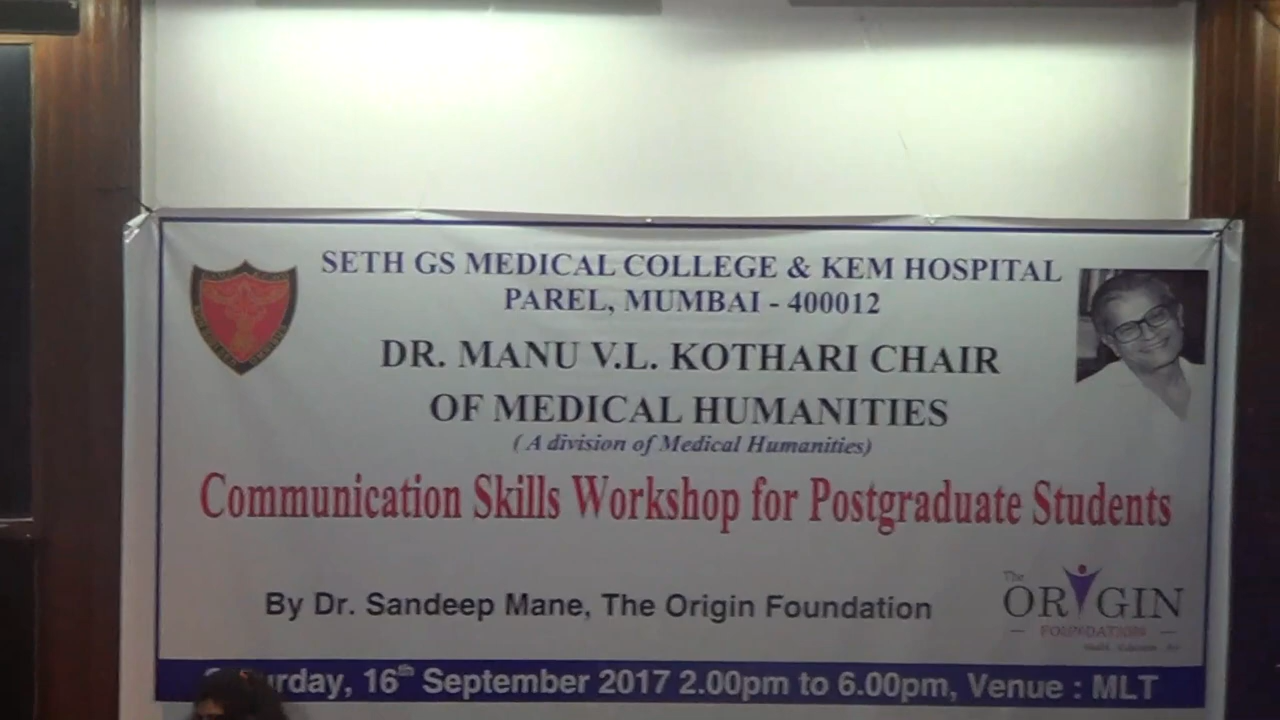 SETH GS MEDICAL COLLEGE & KEM HOSPITAL
PAREL, MUMBAI - 400012
DR. MANU V.L. KOTHARI CHAIR
OF MEDICAL HUMANITIES
( A division of Medical Humanities)
Communication Skills Workshop for Postgraduate Students
By Dr. Sandeep Mane, The Origin Foundation
The
ORIGIN
FOUNDATION
16th September 2017 2.00pm to 6.00pm, Venue : MLT